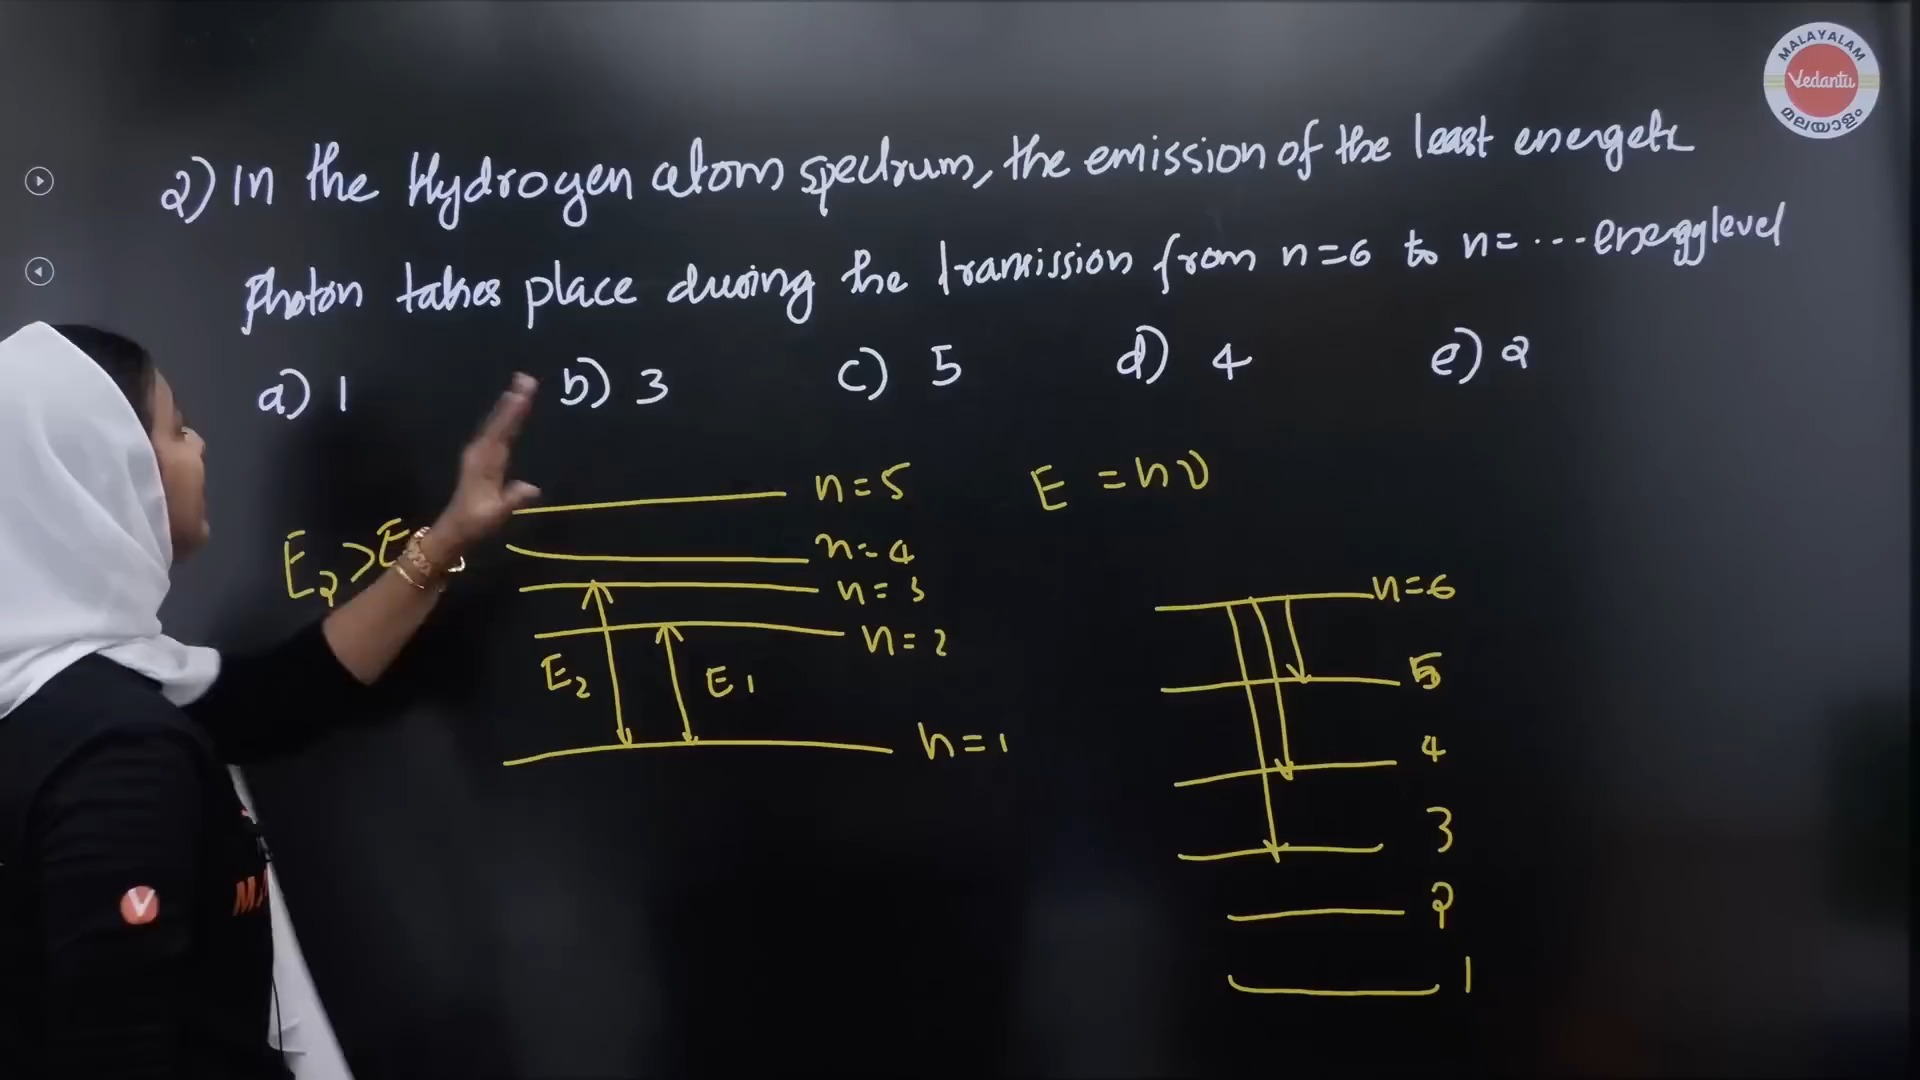 MALAYALAM
Vedantu
മലയാളം
2) In the Hydrogen atom spectrum, the emission of the least energetic
Photon takes place during the tranission from n=6 to n= ... energy level
a) 1 b) 3 c) 5 d) 4 e) 2
n=5
E = hν
E₂ > E
n=4
n=3
n=2
E₂
E1
n=1
n=6
5
4
3
2
1
V
M